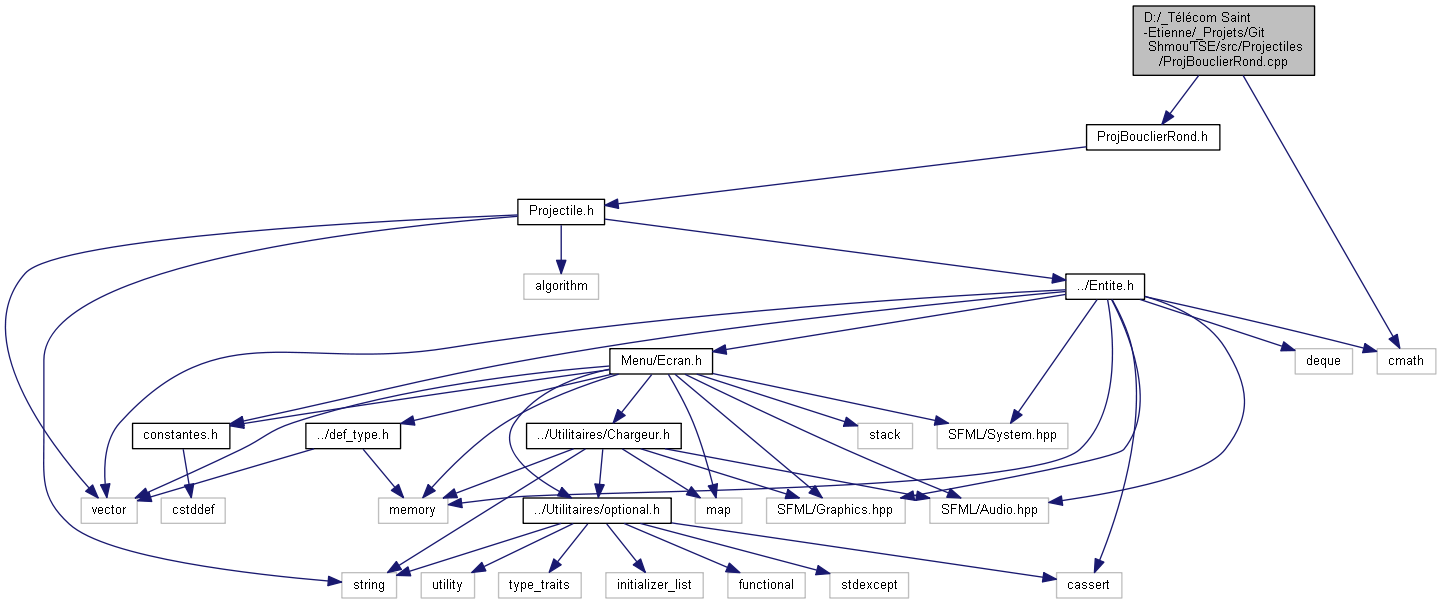 D:/_Télécom Saint
-Etienne/_Projets/Git
ShmouTSE/src/Projectiles
/ProjBouclierRond.cpp
ProjBouclierRond.h
Projectile.h
algorithm
../Entite.h
Menu/Ecran.h
deque
cmath
constantes.h
../def_type.h
../Utilitaires/Chargeur.h
stack
SFML/System.hpp
vector
cstddef
memory
../Utilitaires/optional.h
map
SFML/Graphics.hpp
SFML/Audio.hpp
string
utility
type_traits
initializer_list
functional
stdexcept
cassert